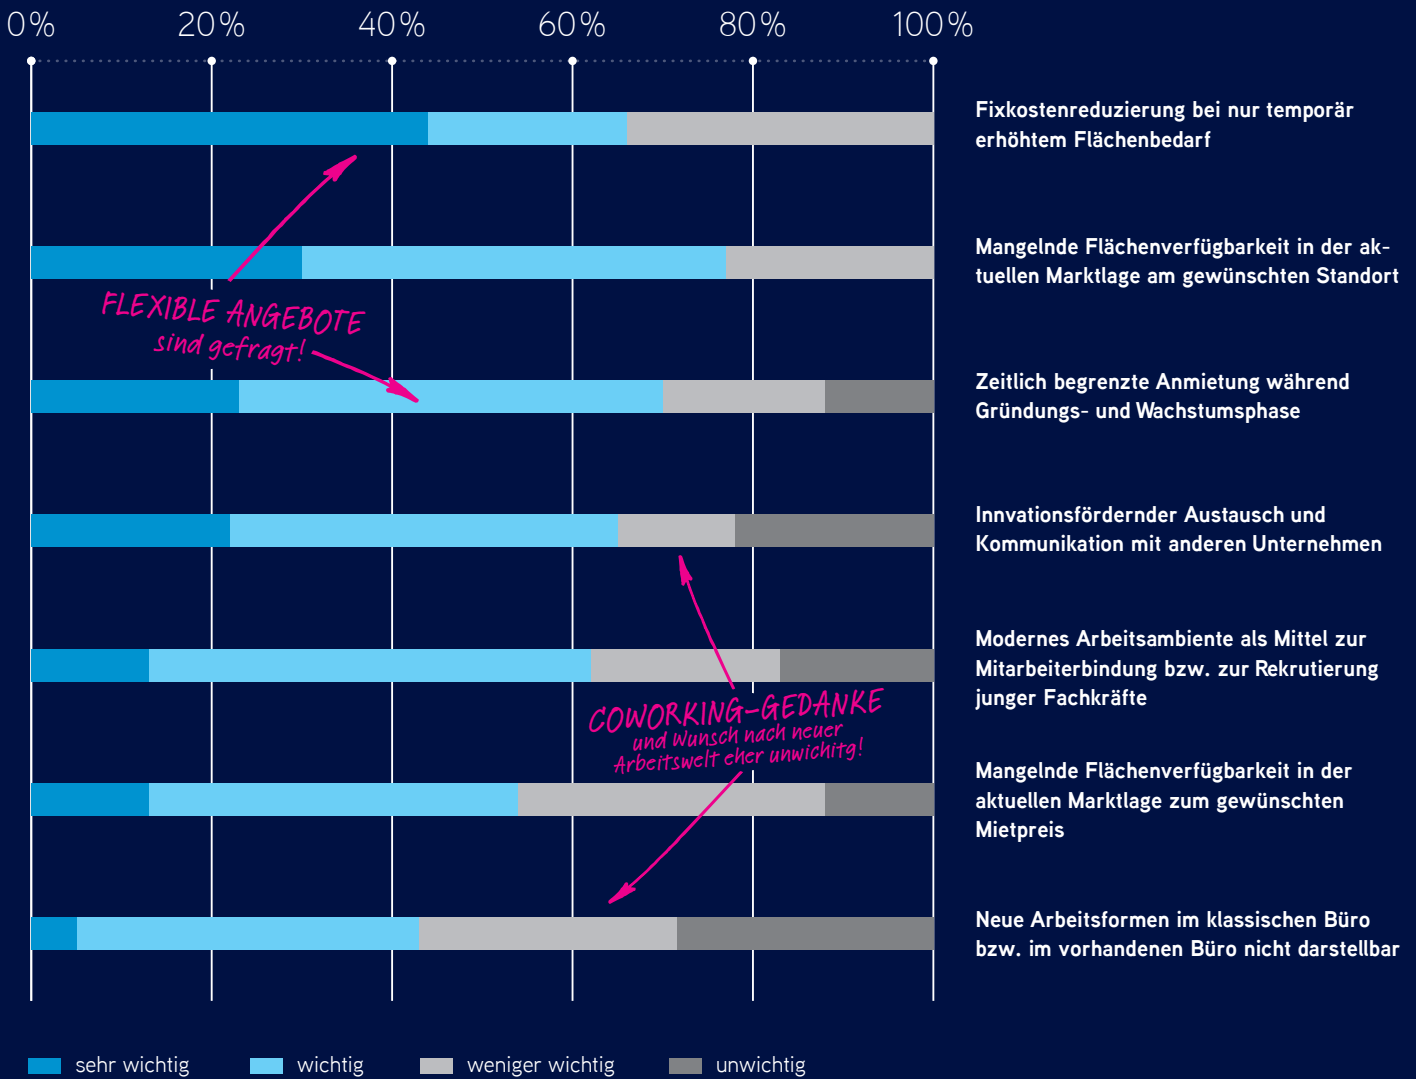 0% 20% 40% 60% 80% 100%
Fixkostenreduzierung bei nur temporär
erhöhtem Flächenbedarf
Mangelnde Flächenverfügbarkeit in der ak-
tuellen Marktlage am gewünschten Standort
FLEXIBLE ANGEBOTE
sind gefragt!
Zeitlich begrenzte Anmietung während
Gründungs- und Wachstumsphase
Innvationsfördernder Austausch und
Kommunikation mit anderen Unternehmen
Modernes Arbeitsambiente als Mittel zur
Mitarbeiterbindung bzw. zur Rekrutierung
junger Fachkräfte
COWORKING-GEDANKE
und Wunsch nach neuer
Arbeitswelt eher unwichitg!
Mangelnde Flächenverfügbarkeit in der
aktuellen Marktlage zum gewünschten
Mietpreis
Neue Arbeitsformen im klassischen Büro
bzw. im vorhandenen Büro nicht darstellbar
sehr wichtig wichtig weniger wichtig unwichtig